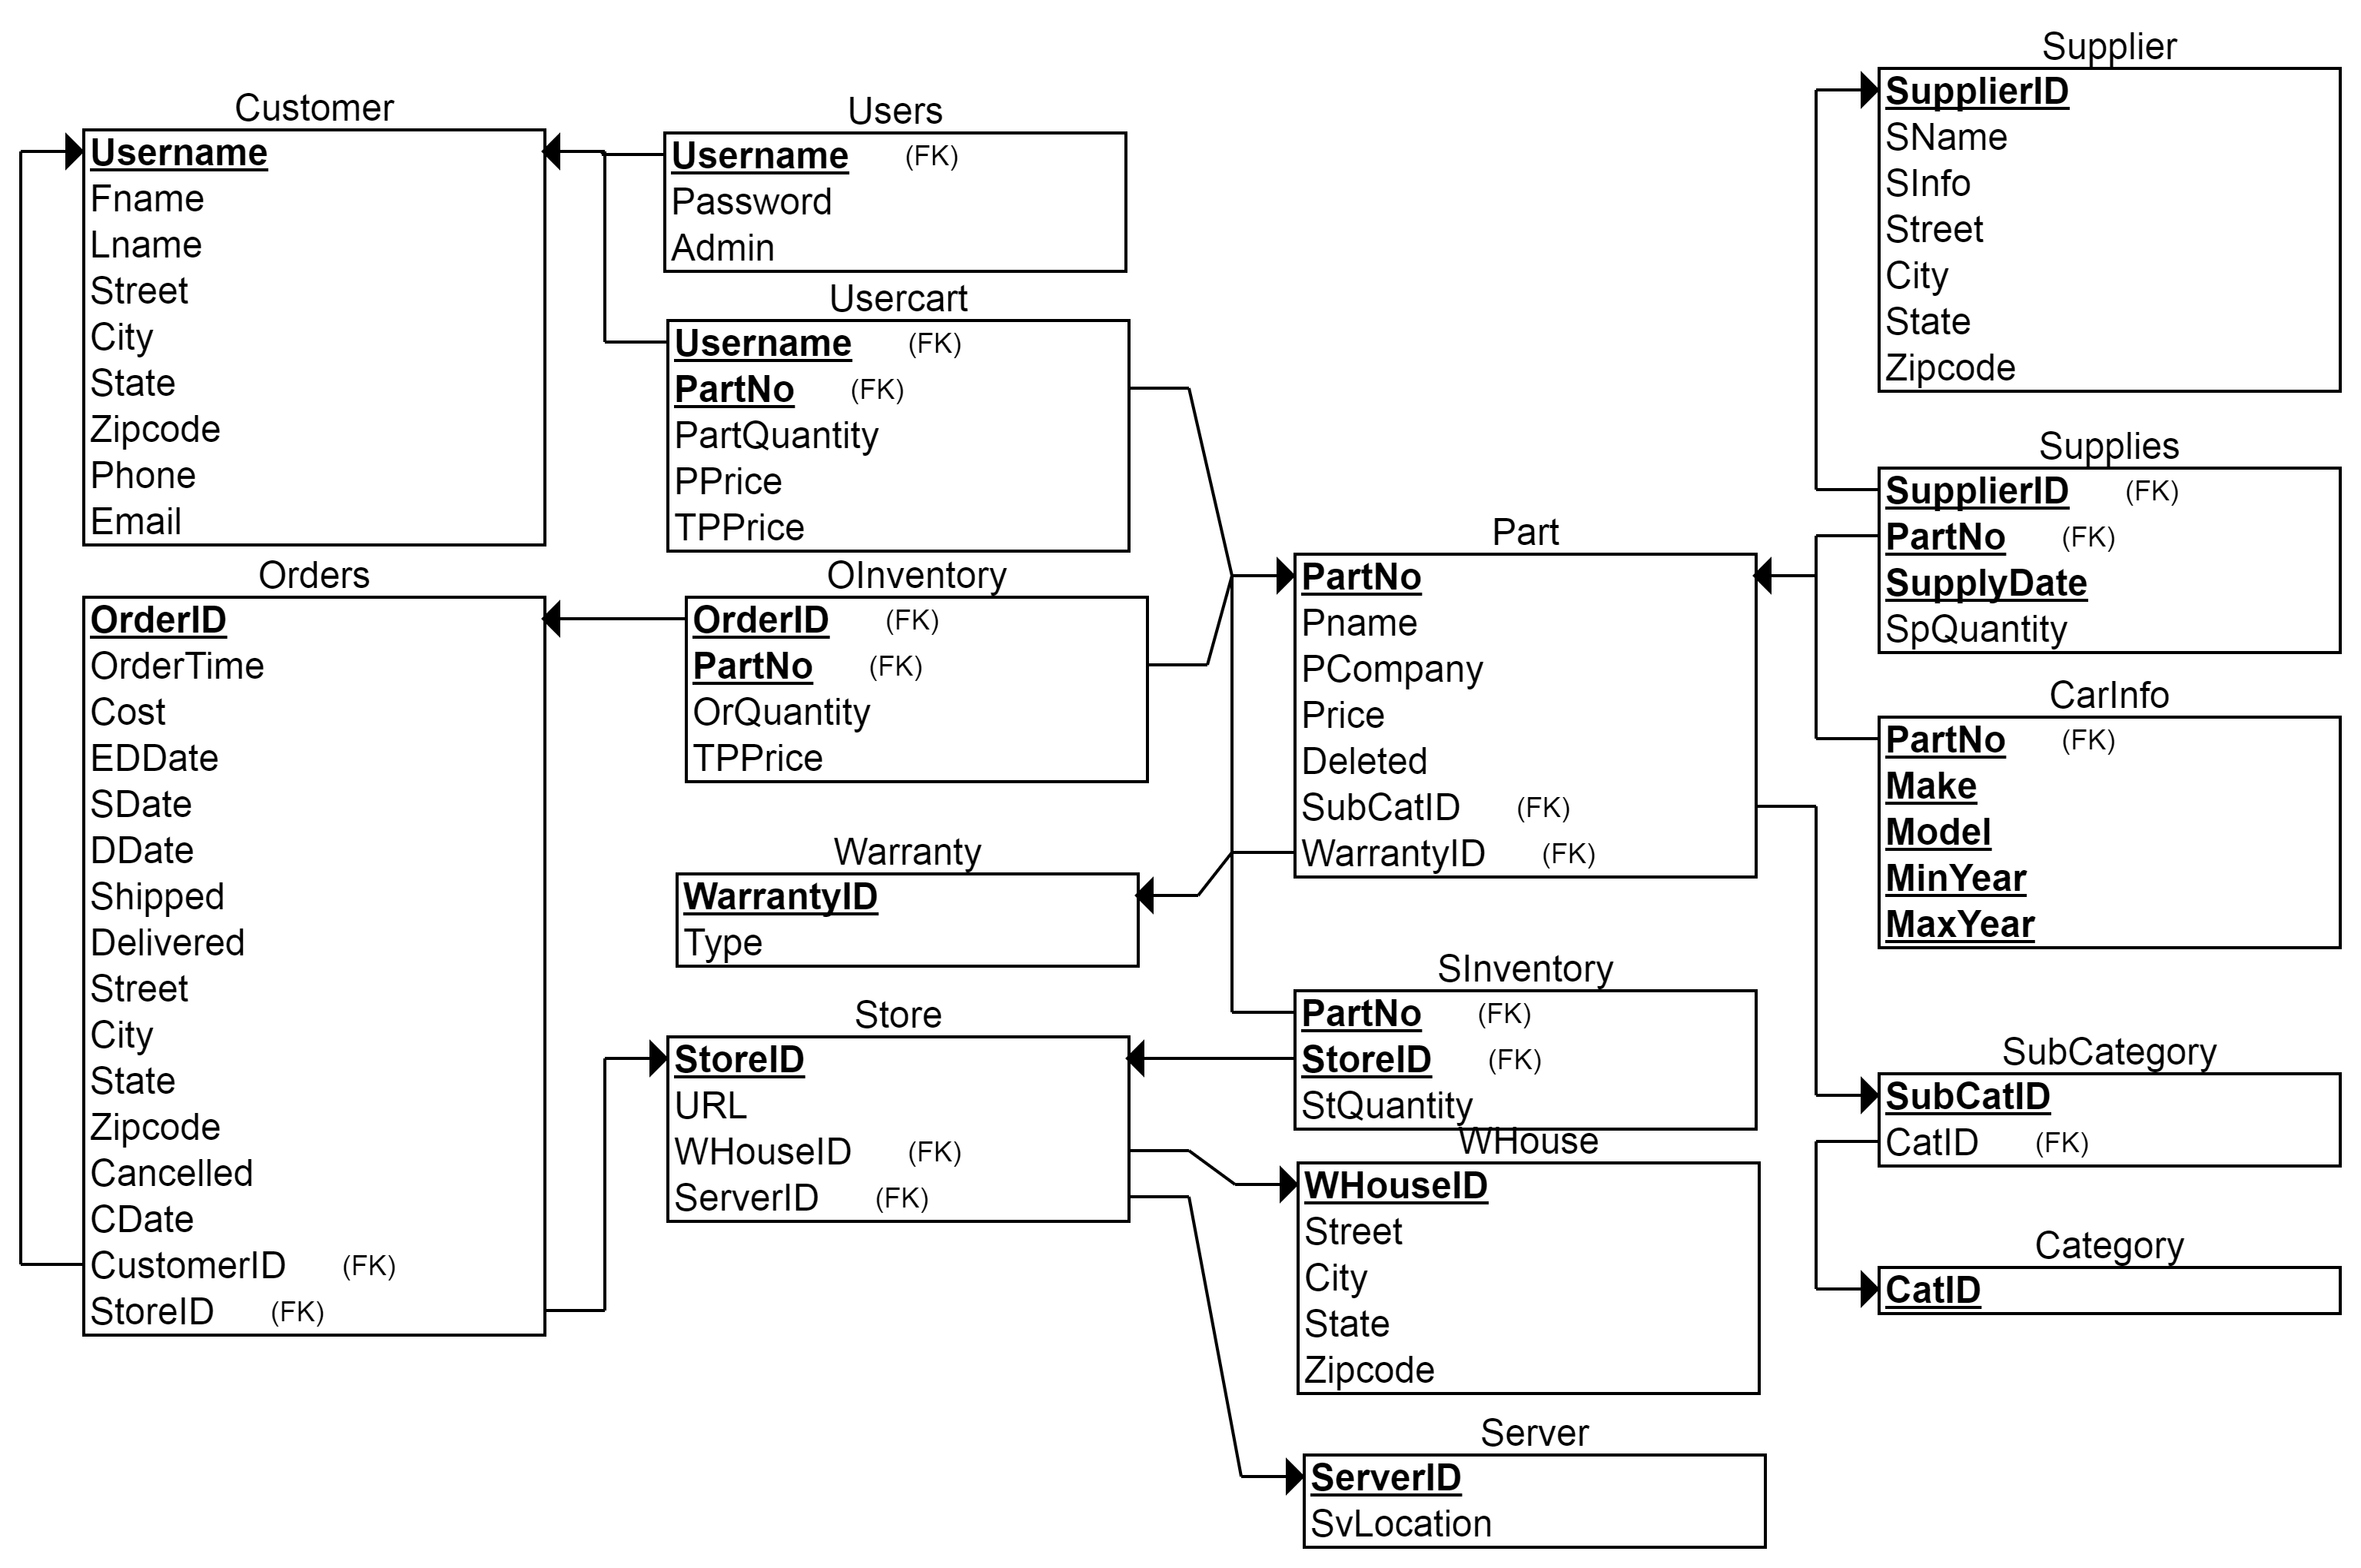 Customer
Username
Fname
Lname
Street
City
State
Zipcode
Phone
Email
Orders
OrderID
OrderTime
Cost
EDDate
SDate
DDate
Shipped
Delivered
Street
City
State
Zipcode
Cancelled
CDate
CustomerID (FK)
StoreID (FK)
Users
Username (FK)
Password
Admin
Usercart
Username (FK)
PartNo (FK)
PartQuantity
PPrice
TPPrice
OInventory
OrderID (FK)
PartNo (FK)
OrQuantity
TPPrice
Warranty
WarrantyID
Type
Store
StoreID
URL
WHouseID (FK)
ServerID (FK)
Part
PartNo
Pname
PCompany
Price
Deleted
SubCatID (FK)
WarrantyID (FK)
SInventory
PartNo (FK)
StoreID (FK)
StQuantity
WHouse
WHouseID
Street
City
State
Zipcode
Server
ServerID
SvLocation
Supplier
SupplierID
SName
SInfo
Street
City
State
Zipcode
Supplies
SupplierID (FK)
PartNo (FK)
SupplyDate
SpQuantity
CarInfo
PartNo (FK)
Make
Model
MinYear
MaxYear
SubCategory
SubCatID
CatID (FK)
Category
CatID